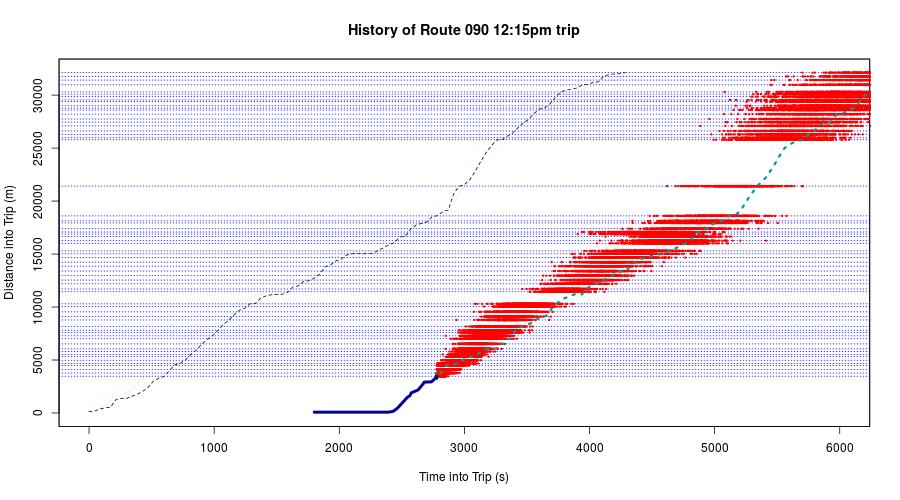 History of Route 090 12:15pm trip
Distance into Trip (m)
30000
25000
20000
15000
10000
5000
0
0 1000 2000 3000 4000 5000 6000
Time into Trip (s)